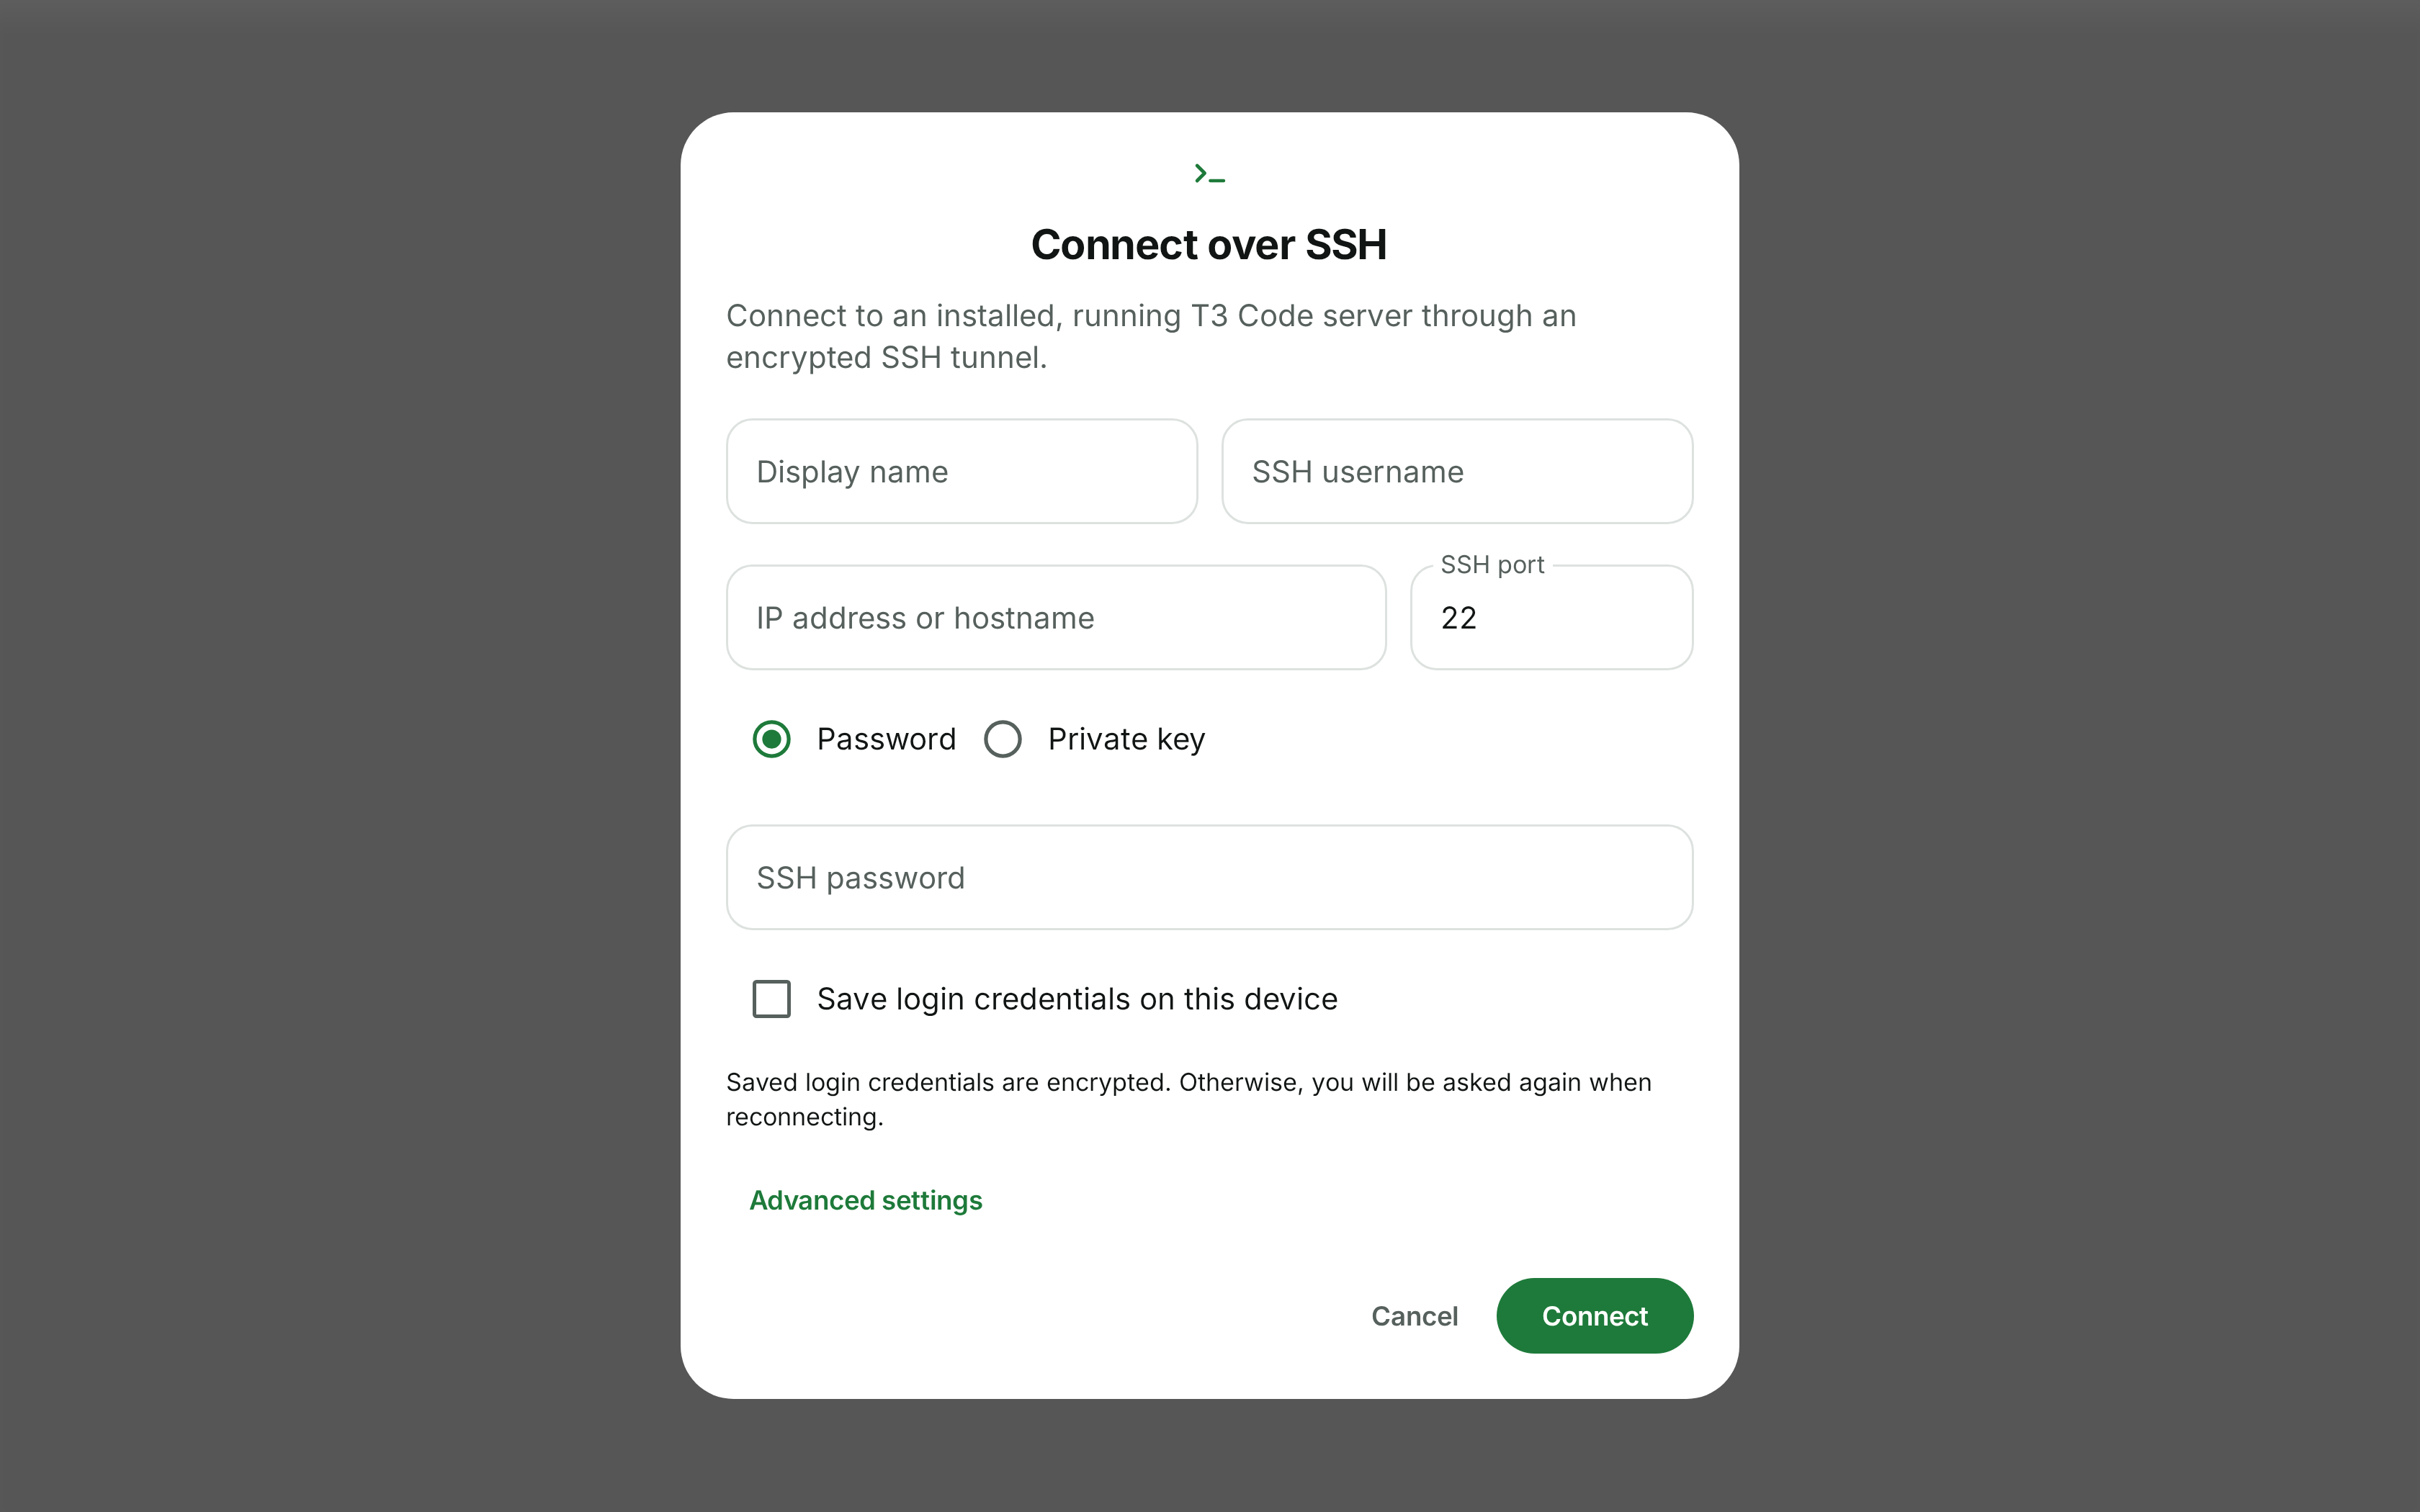 Connect over SSH
Connect to an installed, running T3 Code server through an
encrypted SSH tunnel.
Display name
SSH username
SSH port
IP address or hostname
22
Password
Private key
SSH password
Save login credentials on this device
Saved login credentials are encrypted. Otherwise, you will be asked again when
reconnecting.
Advanced settings
Cancel
Connect